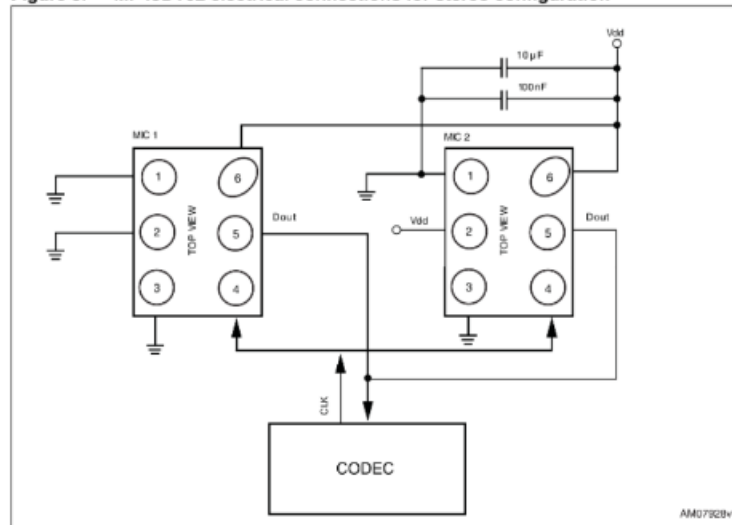 Vdd
10µF
100nF
MIC 1
MIC 2
1
6
2
TOP VIEW
5
Dout
3
4
1
6
Vdd
2
TOP VIEW
5
Dout
3
4
CLK
CODEC